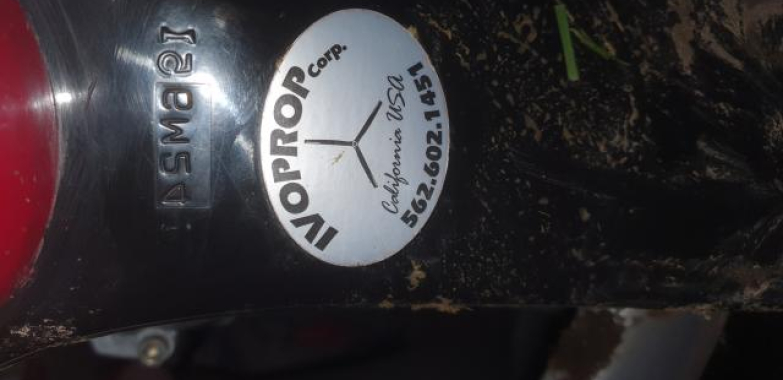 IVOPROP Corp.
California USA
562.602.1451